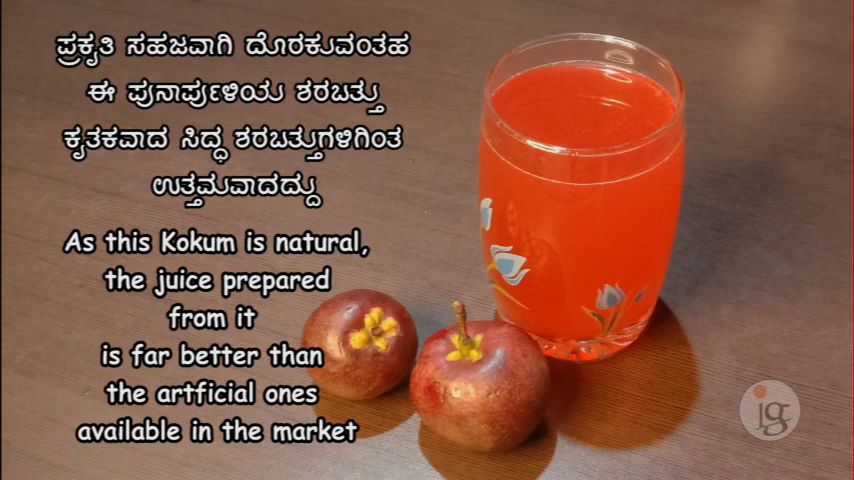 ಪ್ರಕೃತಿ ಸಹಜವಾಗಿ ದೊರಕುವಂತಹ
ಈ ಪುನಾರ್ಪುಳಿಯ ಶರಬತ್ತು
ಕೃತಕವಾದ ಸಿದ್ಧ ಶರಬತ್ತುಗಳಿಗಿಂತ
ಉತ್ತಮವಾದದ್ದು
As this Kokum is natural,
the juice prepared
from it
is far better than
the artficial ones
available in the market
jg